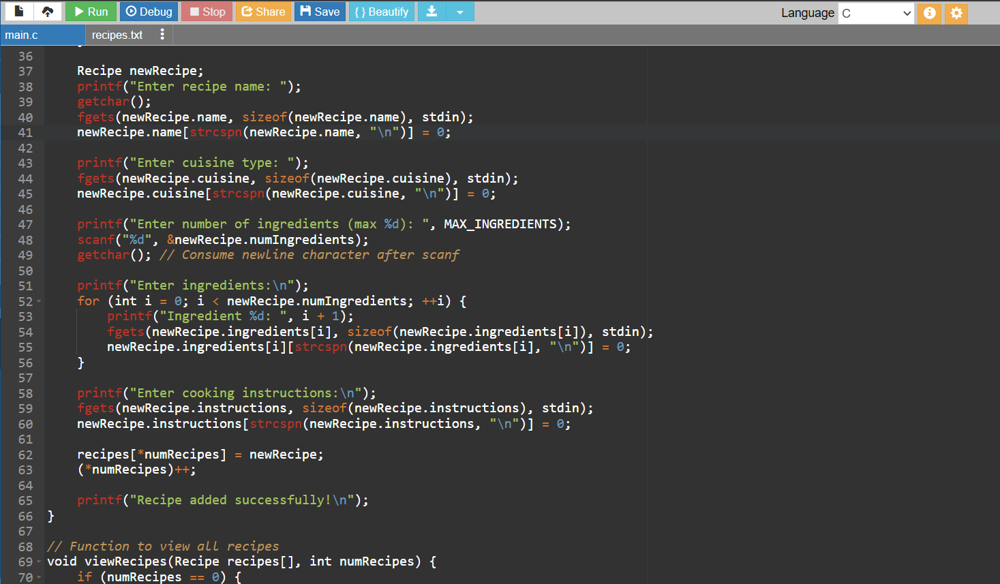 Run Debug Stop Share Save { } Beautify Language C
main.c recipes.txt
36
37     Recipe newRecipe;
38     printf("Enter recipe name: ");
39     getchar();
40     fgets(newRecipe.name, sizeof(newRecipe.name), stdin);
41     newRecipe.name[strcspn(newRecipe.name, "\n")] = 0;
42
43     printf("Enter cuisine type: ");
44     fgets(newRecipe.cuisine, sizeof(newRecipe.cuisine), stdin);
45     newRecipe.cuisine[strcspn(newRecipe.cuisine, "\n")] = 0;
46
47     printf("Enter number of ingredients (max %d): ", MAX_INGREDIENTS);
48     scanf("%d", &newRecipe.numIngredients);
49     getchar(); // Consume newline character after scanf
50
51     printf("Enter ingredients:\n");
52     for (int i = 0; i < newRecipe.numIngredients; ++i) {
53         printf("Ingredient %d: ", i + 1);
54         fgets(newRecipe.ingredients[i], sizeof(newRecipe.ingredients[i]), stdin);
55         newRecipe.ingredients[i][strcspn(newRecipe.ingredients[i], "\n")] = 0;
56     }
57
58     printf("Enter cooking instructions:\n");
59     fgets(newRecipe.instructions, sizeof(newRecipe.instructions), stdin);
60     newRecipe.instructions[strcspn(newRecipe.instructions, "\n")] = 0;
61
62     recipes[*numRecipes] = newRecipe;
63     (*numRecipes)++;
64
65     printf("Recipe added successfully!\n");
66 }
67
68 // Function to view all recipes
69 void viewRecipes(Recipe recipes[], int numRecipes) {
70     if (numRecipes == 0) {